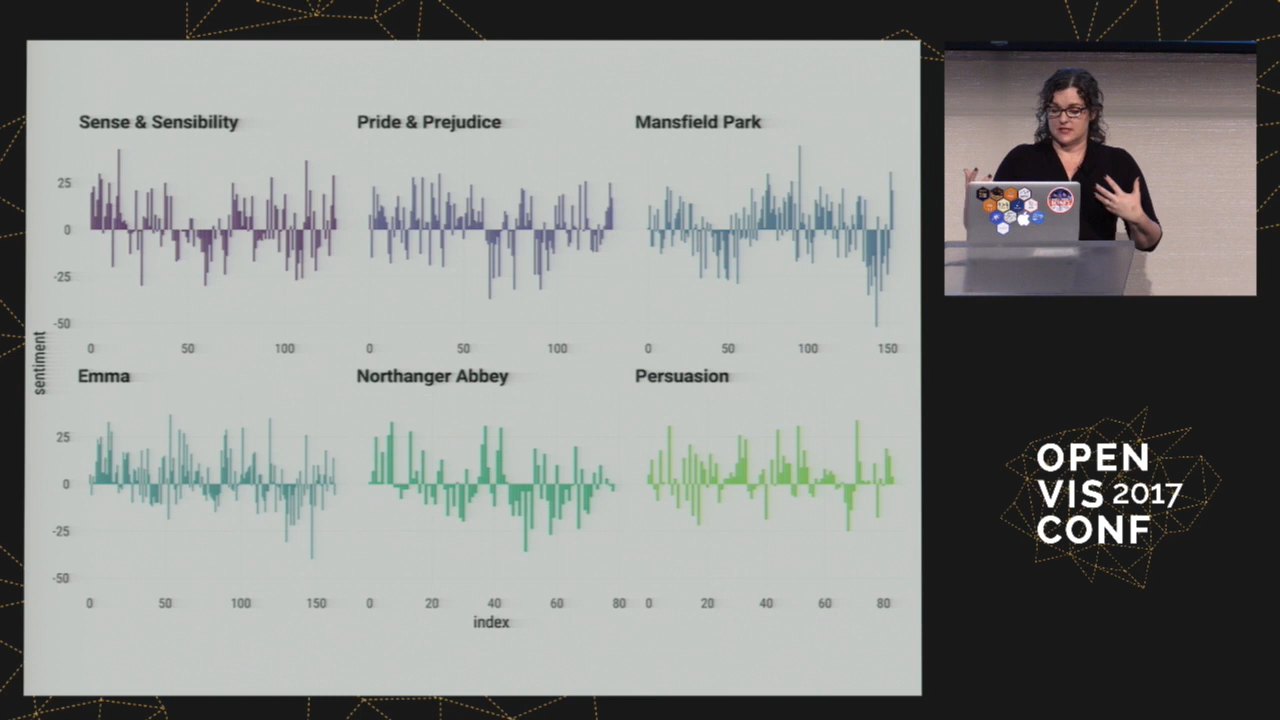 Sense & Sensibility
Pride & Prejudice
Mansfield Park
25
0
-25
-50
0 50 100
0 50 100
0 50 100 150
sentiment
Emma
Northanger Abbey
Persuasion
25
0
-25
-50
0 50 100 150
0 20 40 60 80
0 20 40 60 80
index
OPEN
VIS 2017
CONF